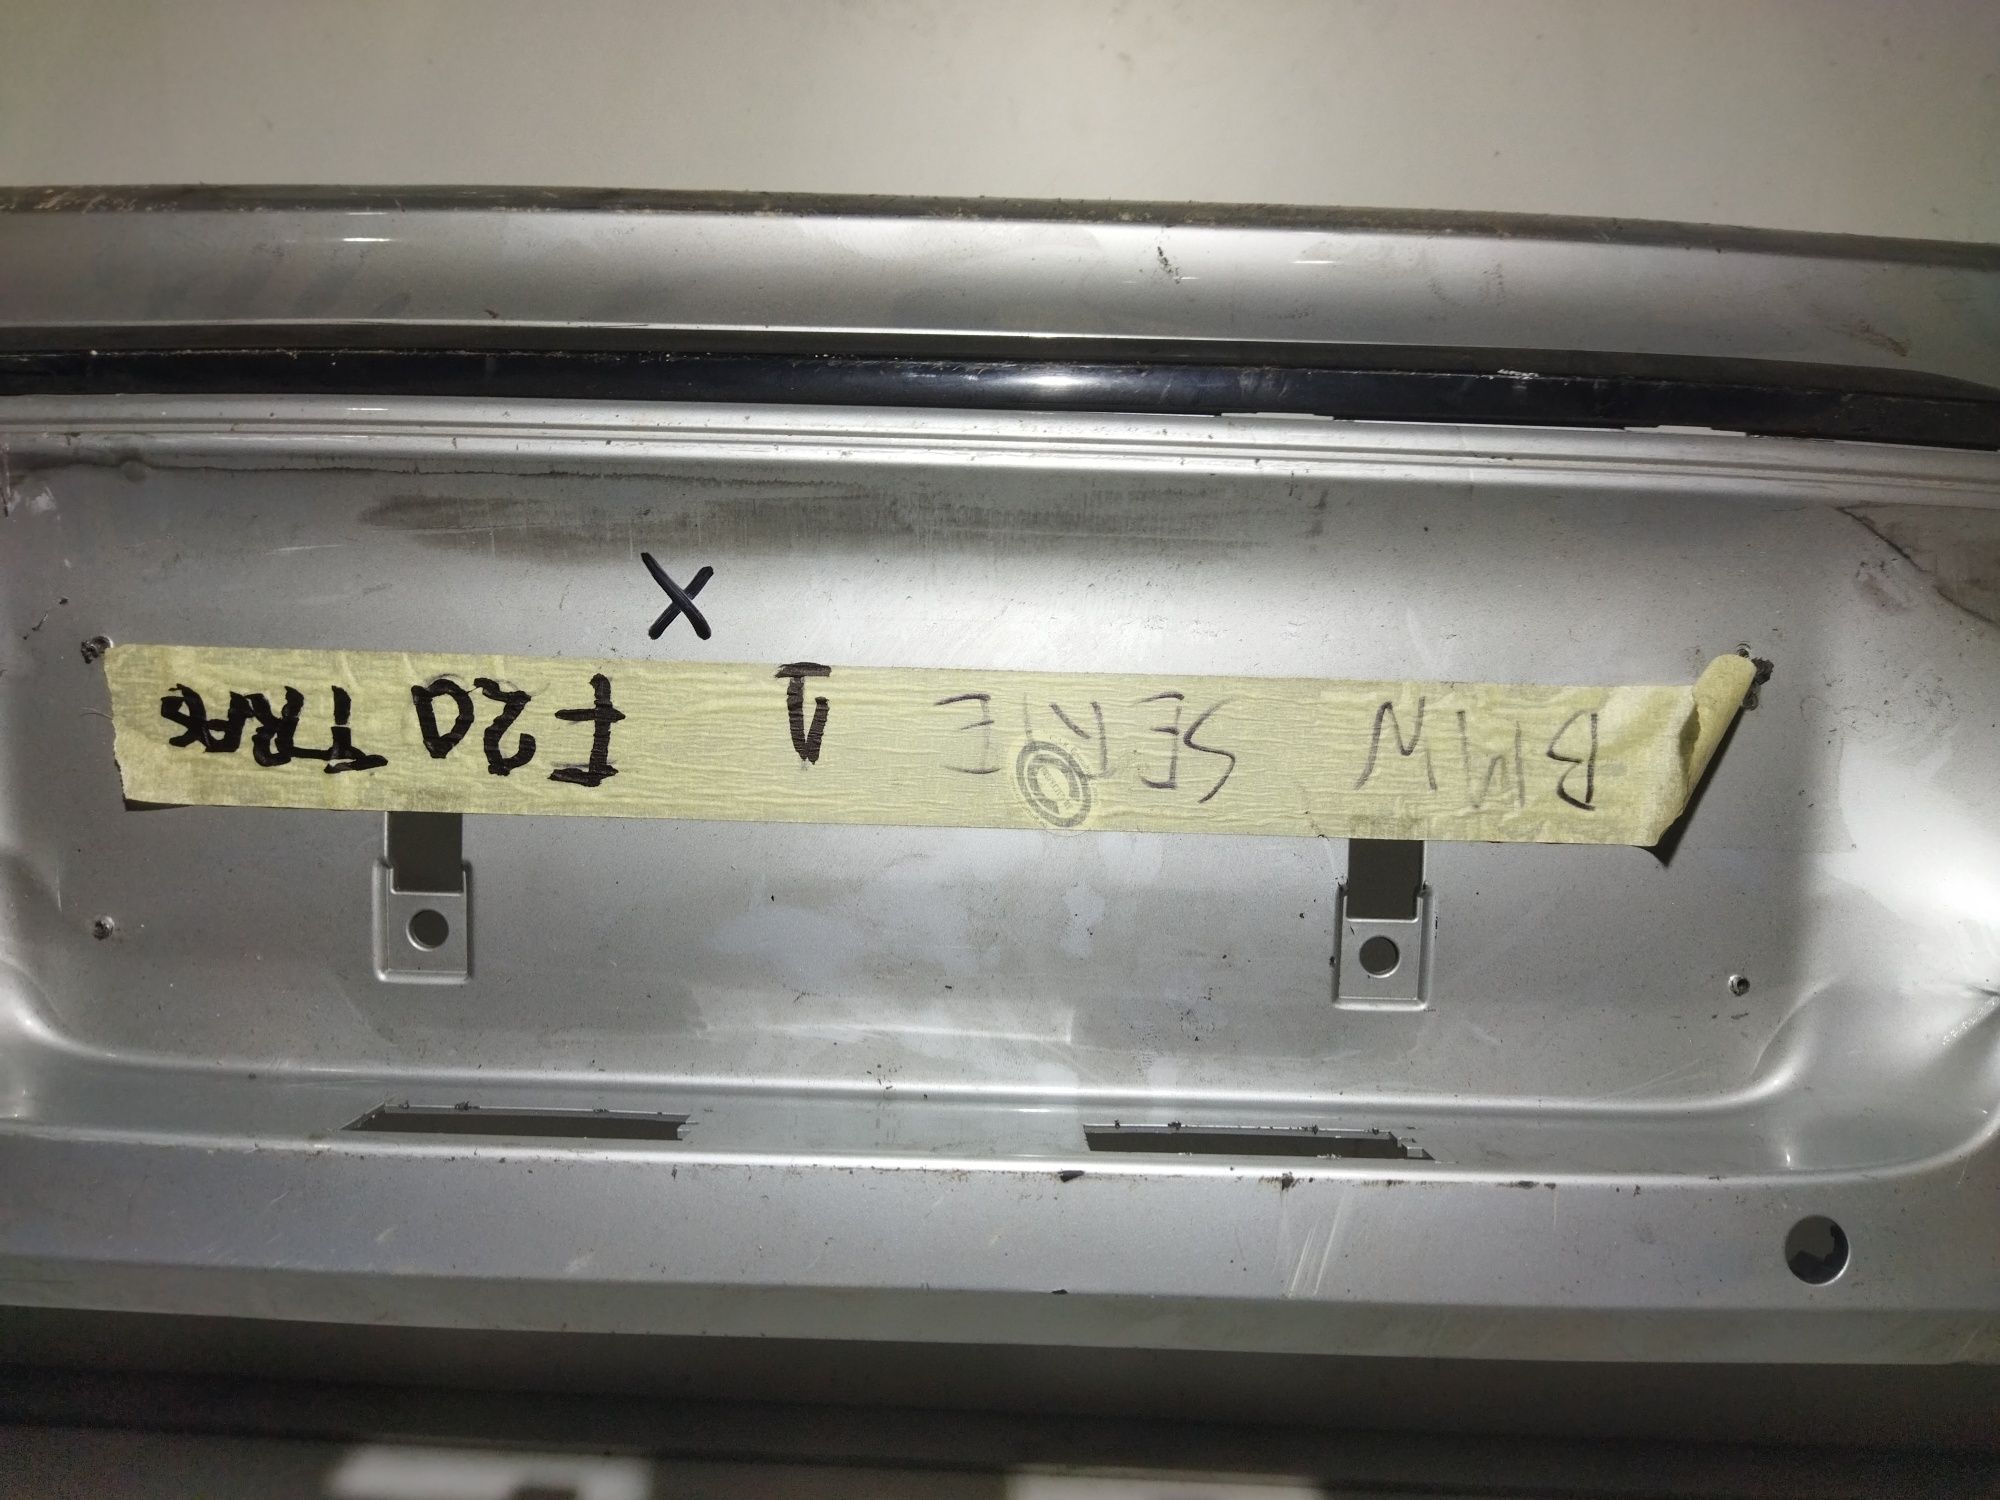 BMW SERIE 1 F20 TRAS
X